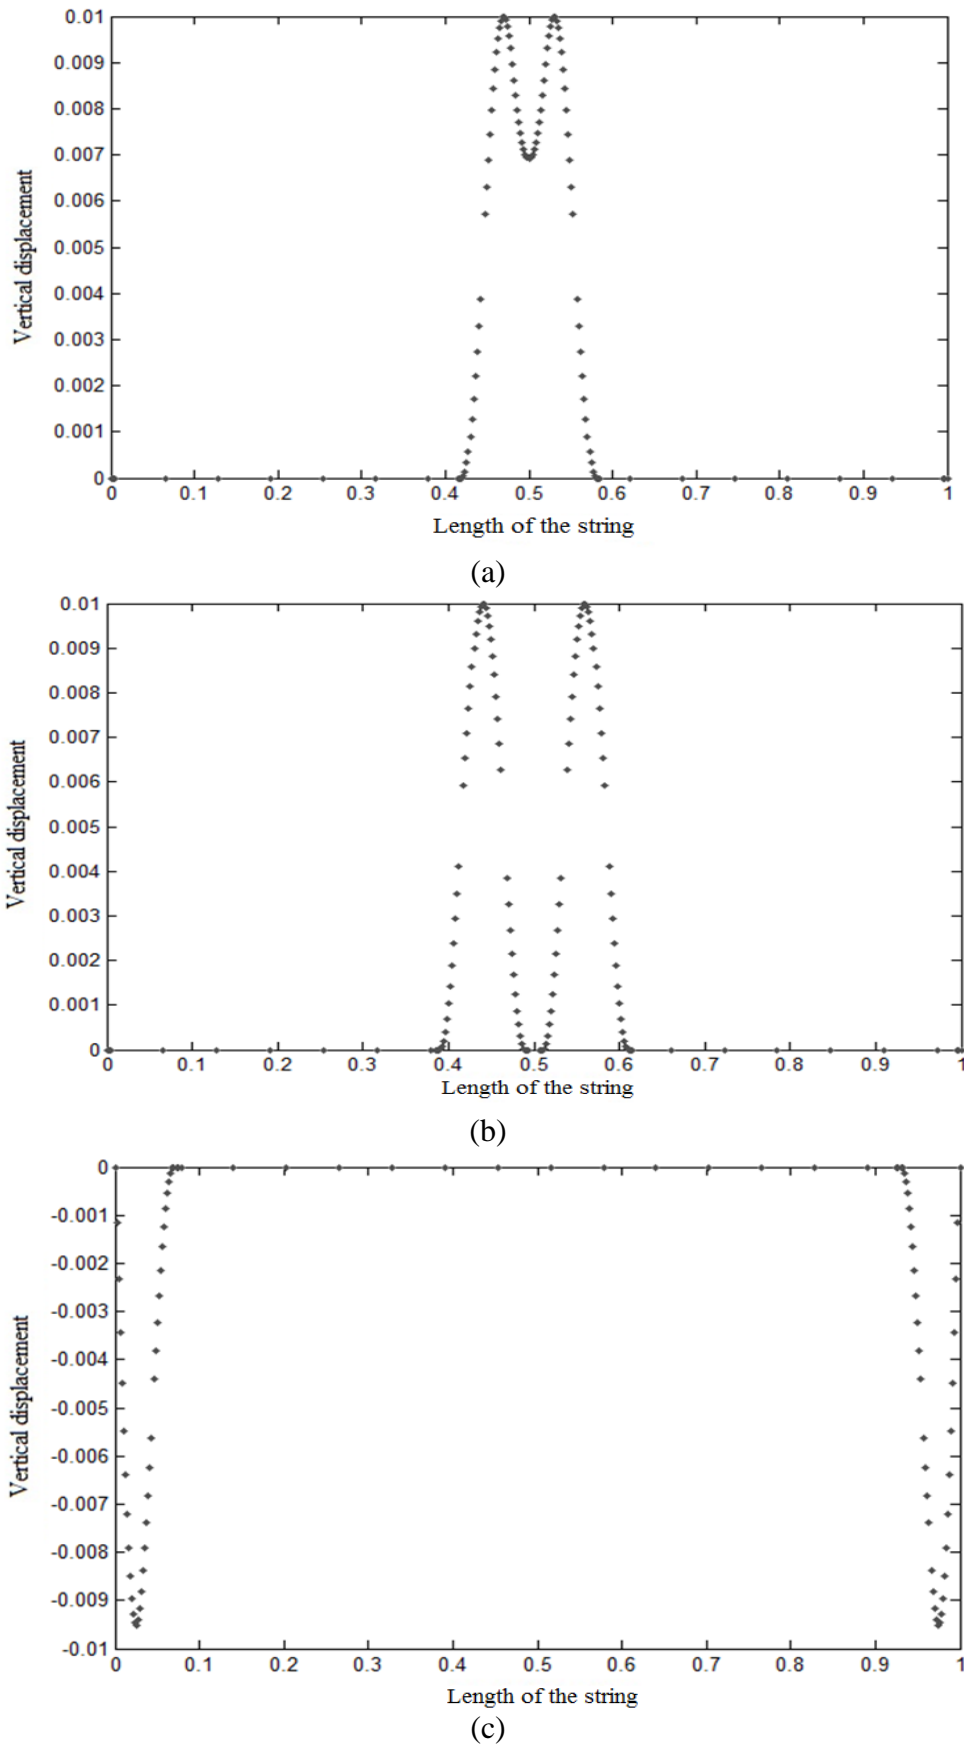 0.01
0.009
0.008
0.007
0.006
0.005
0.004
0.003
0.002
0.001
0
Vertical displacement
0 0.1 0.2 0.3 0.4 0.5 0.6 0.7 0.8 0.9 1
Length of the string
(a)
0.01
0.009
0.008
0.007
0.006
0.005
0.004
0.003
0.002
0.001
0
Vertical displacement
0 0.1 0.2 0.3 0.4 0.5 0.6 0.7 0.8 0.9 1
Length of the string
(b)
0
-0.001
-0.002
-0.003
-0.004
-0.005
-0.006
-0.007
-0.008
-0.009
-0.01
Vertical displacement
0 0.1 0.2 0.3 0.4 0.5 0.6 0.7 0.8 0.9 1
Length of the string
(c)